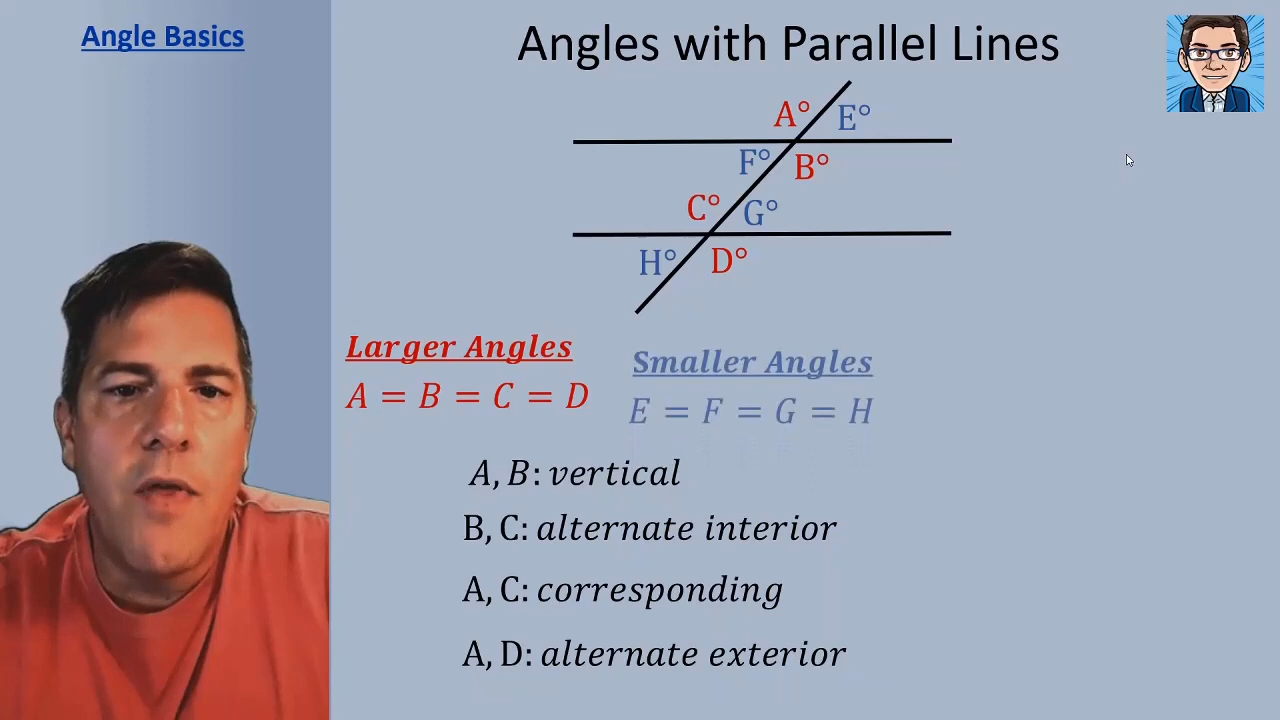 Angle Basics
Angles with Parallel Lines
A° E°
F° B°
C° G°
H° D°
Larger Angles
A = B = C = D
Smaller Angles
E = F = G = H
A, B: vertical
B, C: alternate interior
A, C: corresponding
A, D: alternate exterior